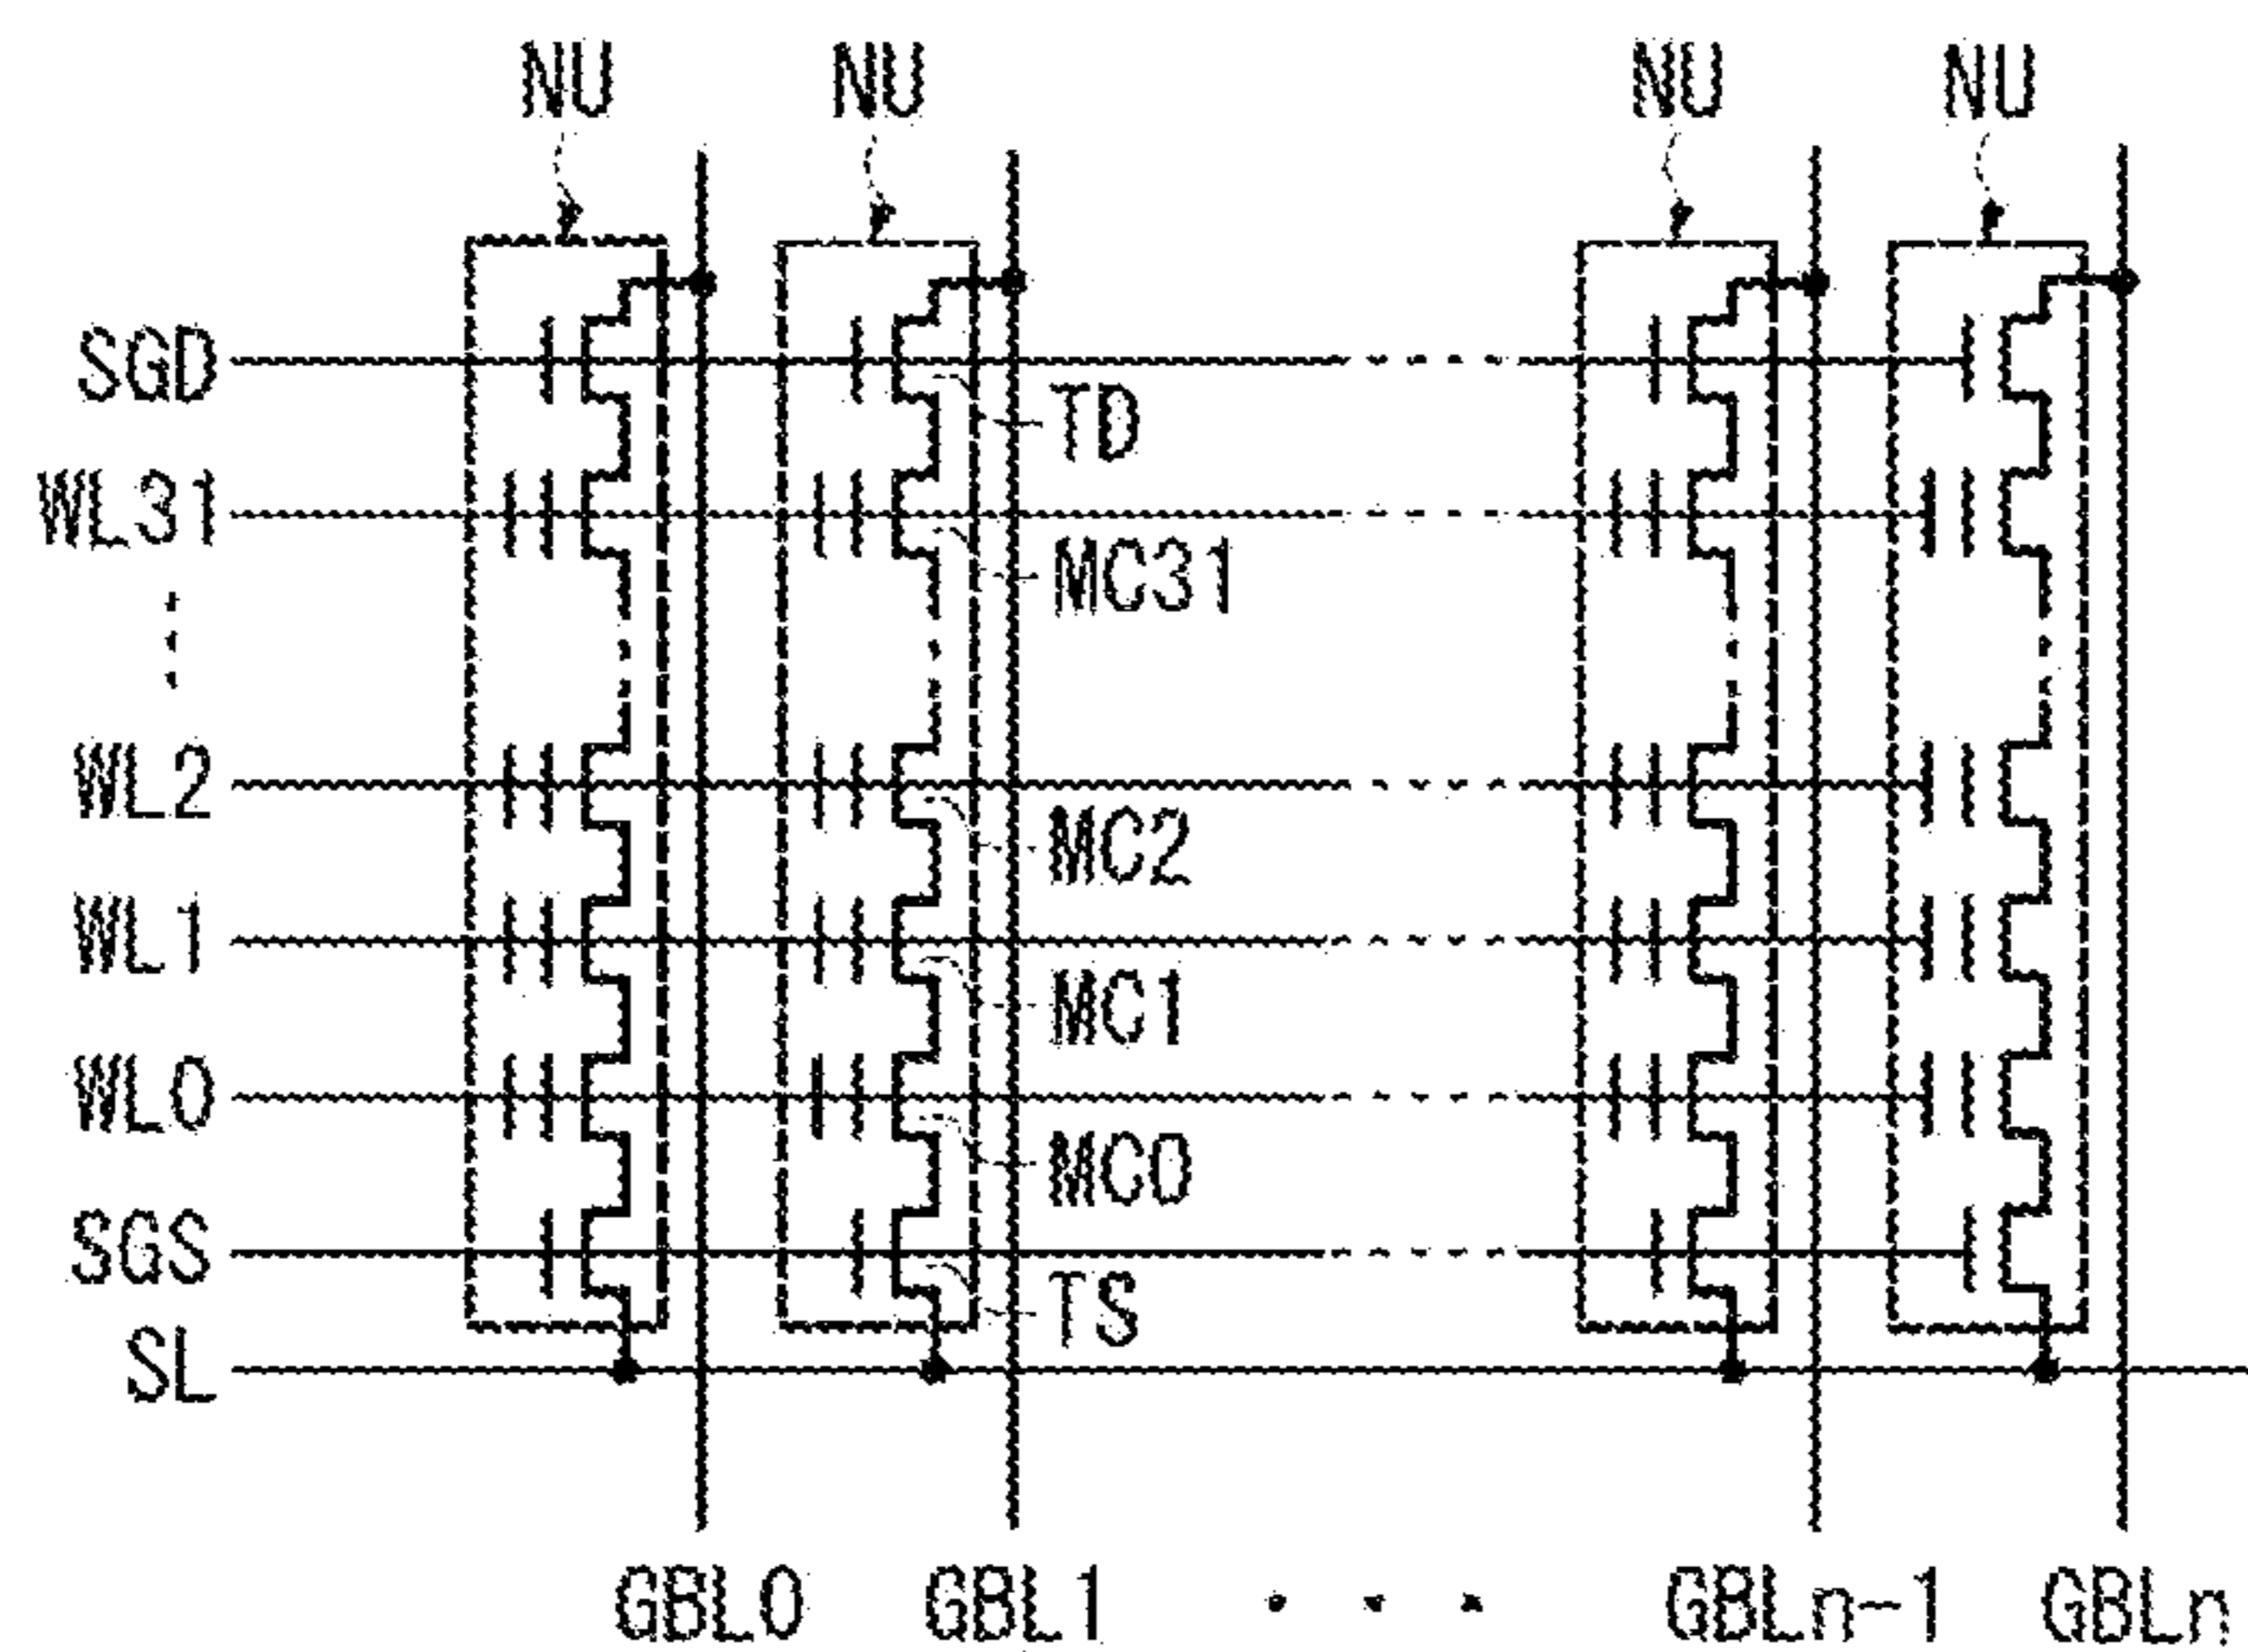 NU NU NU NU
SGD
TD
WL31
MC31
WL2
MC2
WL1
MC1
WL0
MC0
SGS
TS
SL
GBL0 GBL1 ··· GBLn-1 GBLn